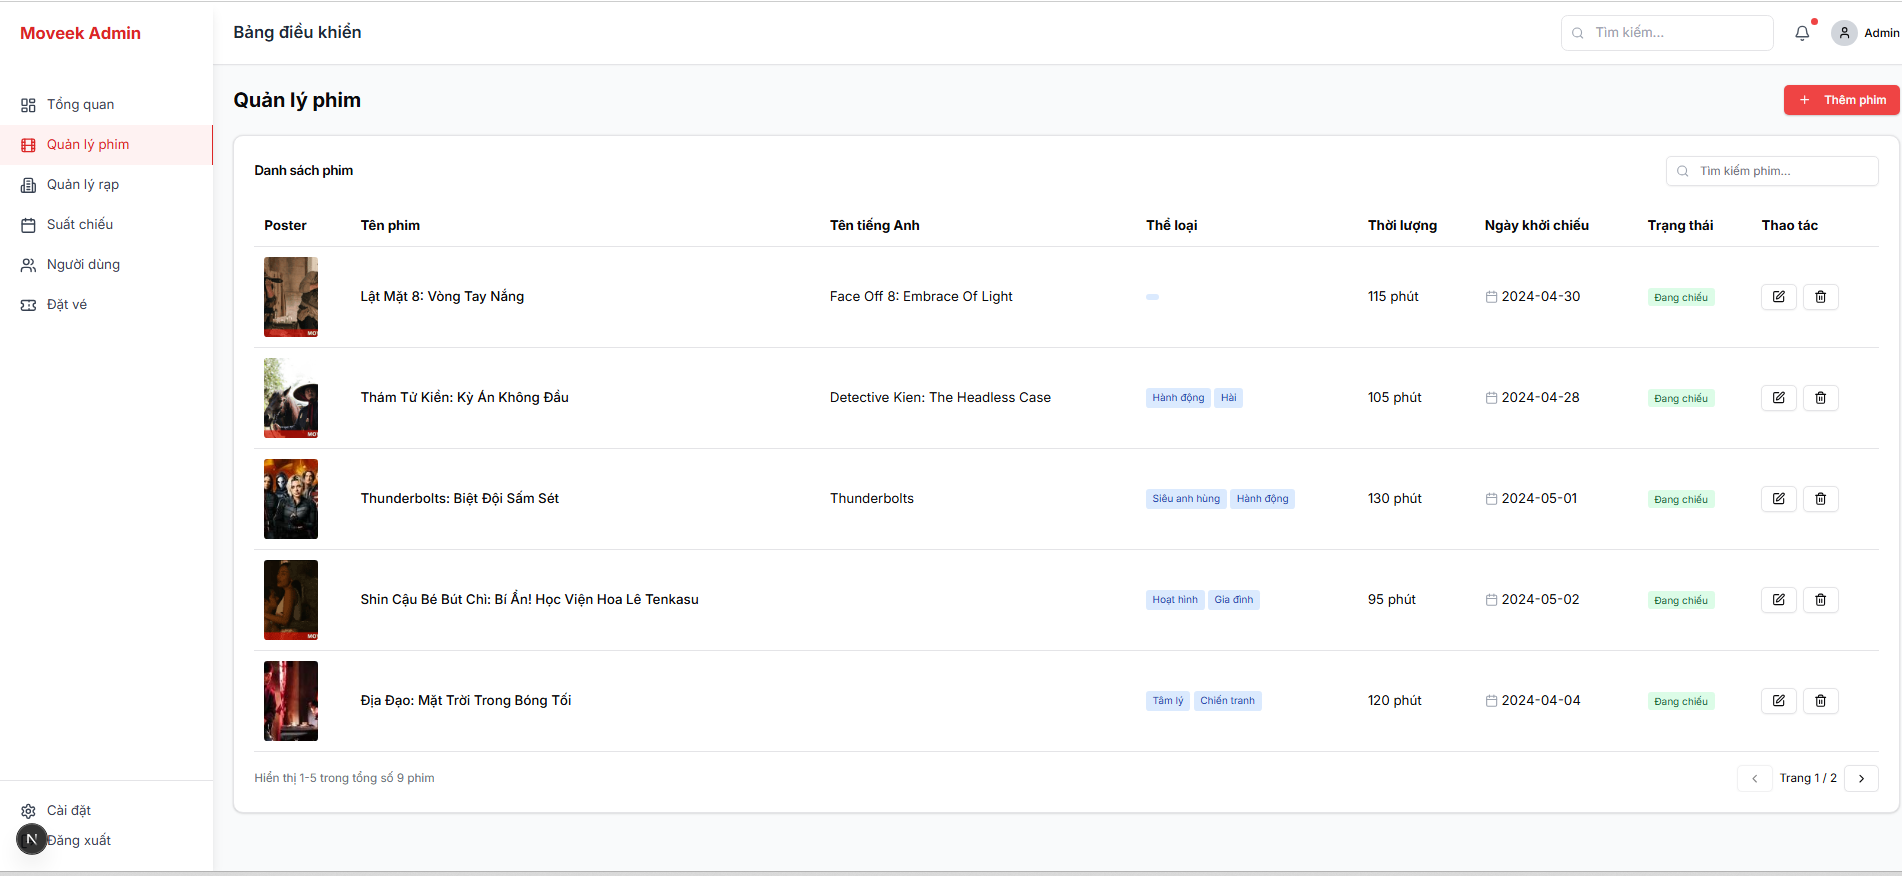 Moveek Admin
Bảng điều khiển
Tìm kiếm...
Admin
Tổng quan
Quản lý phim
Quản lý rạp
Suất chiếu
Người dùng
Đặt vé
Cài đặt
N
Đăng xuất
Quản lý phim
+ Thêm phim
Danh sách phim
Tìm kiếm phim...
Poster Tên phim Tên tiếng Anh Thể loại Thời lượng Ngày khởi chiếu Trạng thái Thao tác
Lật Mặt 8: Vòng Tay Nắng Face Off 8: Embrace Of Light 115 phút 2024-04-30 Đang chiếu
Thám Tử Kiên: Kỳ Án Không Đầu Detective Kien: The Headless Case Hành động Hài 105 phút 2024-04-28 Đang chiếu
Thunderbolts: Biệt Đội Sấm Sét Thunderbolts Siêu anh hùng Hành động 130 phút 2024-05-01 Đang chiếu
Shin Cậu Bé Bút Chì: Bí Ẩn! Học Viện Hoa Lệ Tenkasu Hoạt hình Gia đình 95 phút 2024-05-02 Đang chiếu
Địa Đạo: Mặt Trời Trong Bóng Tối Tâm lý Chiến tranh 120 phút 2024-04-04 Đang chiếu
Hiển thị 1-5 trong tổng số 9 phim
Trang 1 / 2